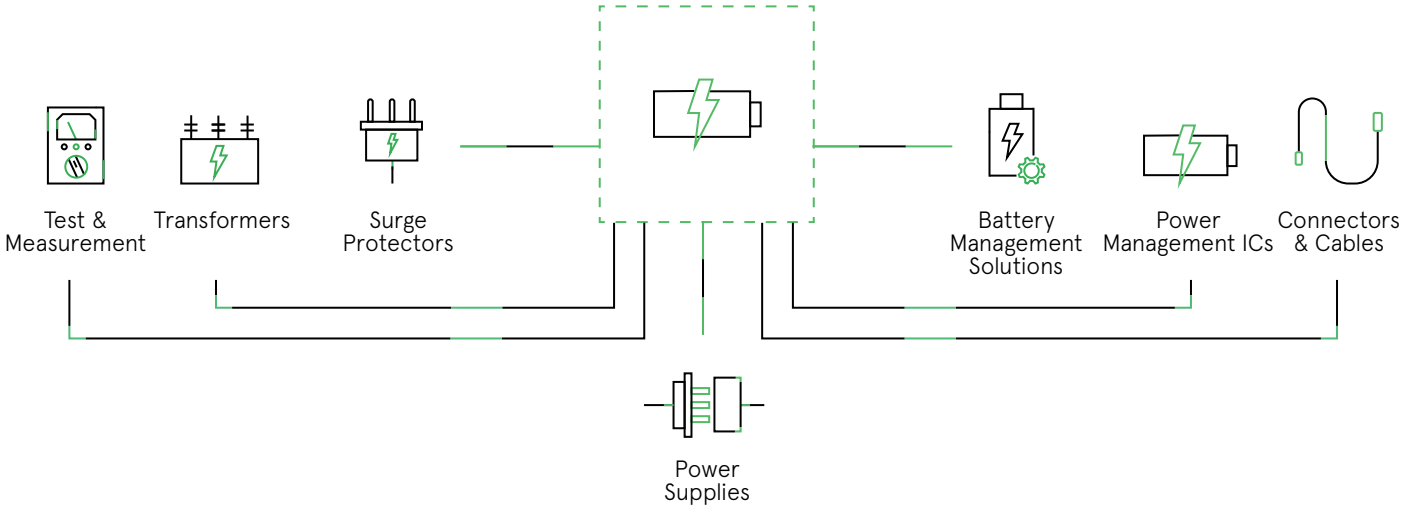 Test &
Measurement
Transformers
Surge
Protectors
Battery
Management
Solutions
Power
Management ICs
Connectors
& Cables
Power
Supplies